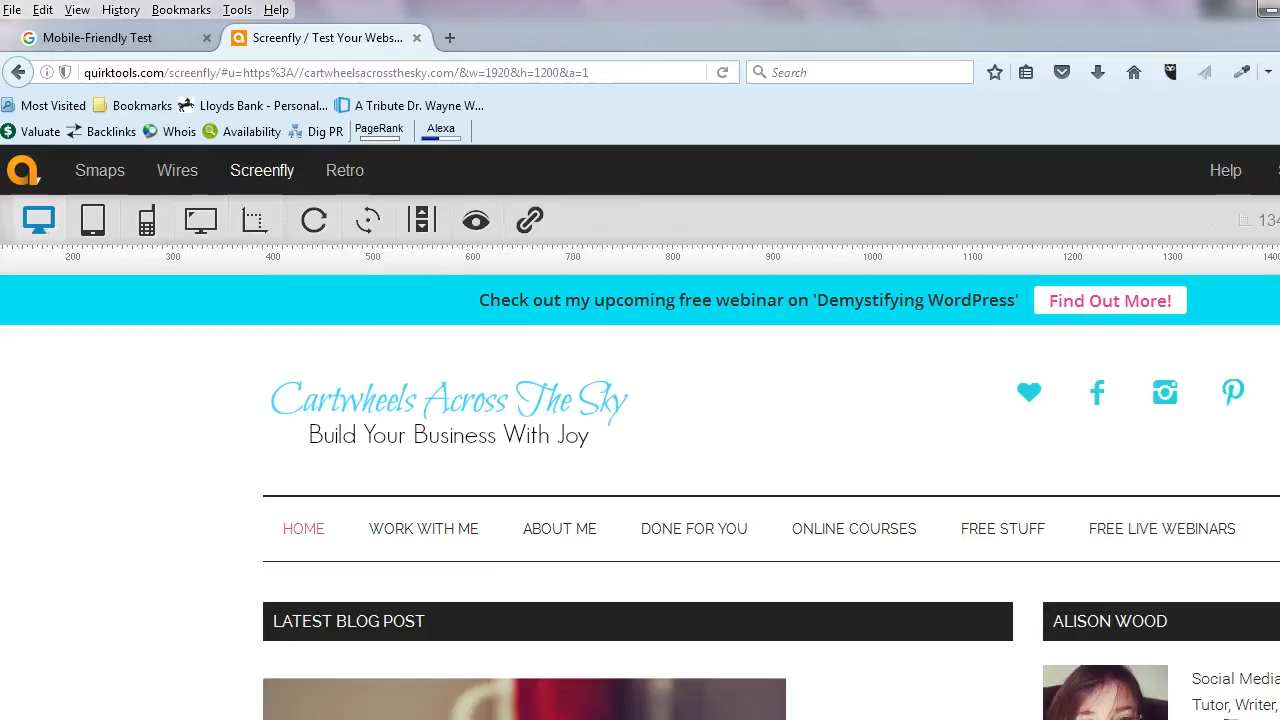 File Edit View History Bookmarks Tools Help
Mobile-Friendly Test
Screenfly / Test Your Webs...
quirktools.com/screenfly/#u=https%3A//cartwheelsacrossthesky.com/&w=1920&h=1200&a=1
Search
Most Visited Bookmarks Lloyds Bank - Personal... A Tribute Dr. Wayne W...
Valuate Backlinks Whois Availability Dig PR PageRank Alexa
Smaps Wires Screenfly Retro Help
200 300 400 500 600 700 800 900 1000 1100 1200 1300
Check out my upcoming free webinar on 'Demystifying WordPress' Find Out More!
Cartwheels Across The Sky
Build Your Business With Joy
HOME WORK WITH ME ABOUT ME DONE FOR YOU ONLINE COURSES FREE STUFF FREE LIVE WEBINARS
LATEST BLOG POST
ALISON WOOD
Social Media
Tutor, Writer,